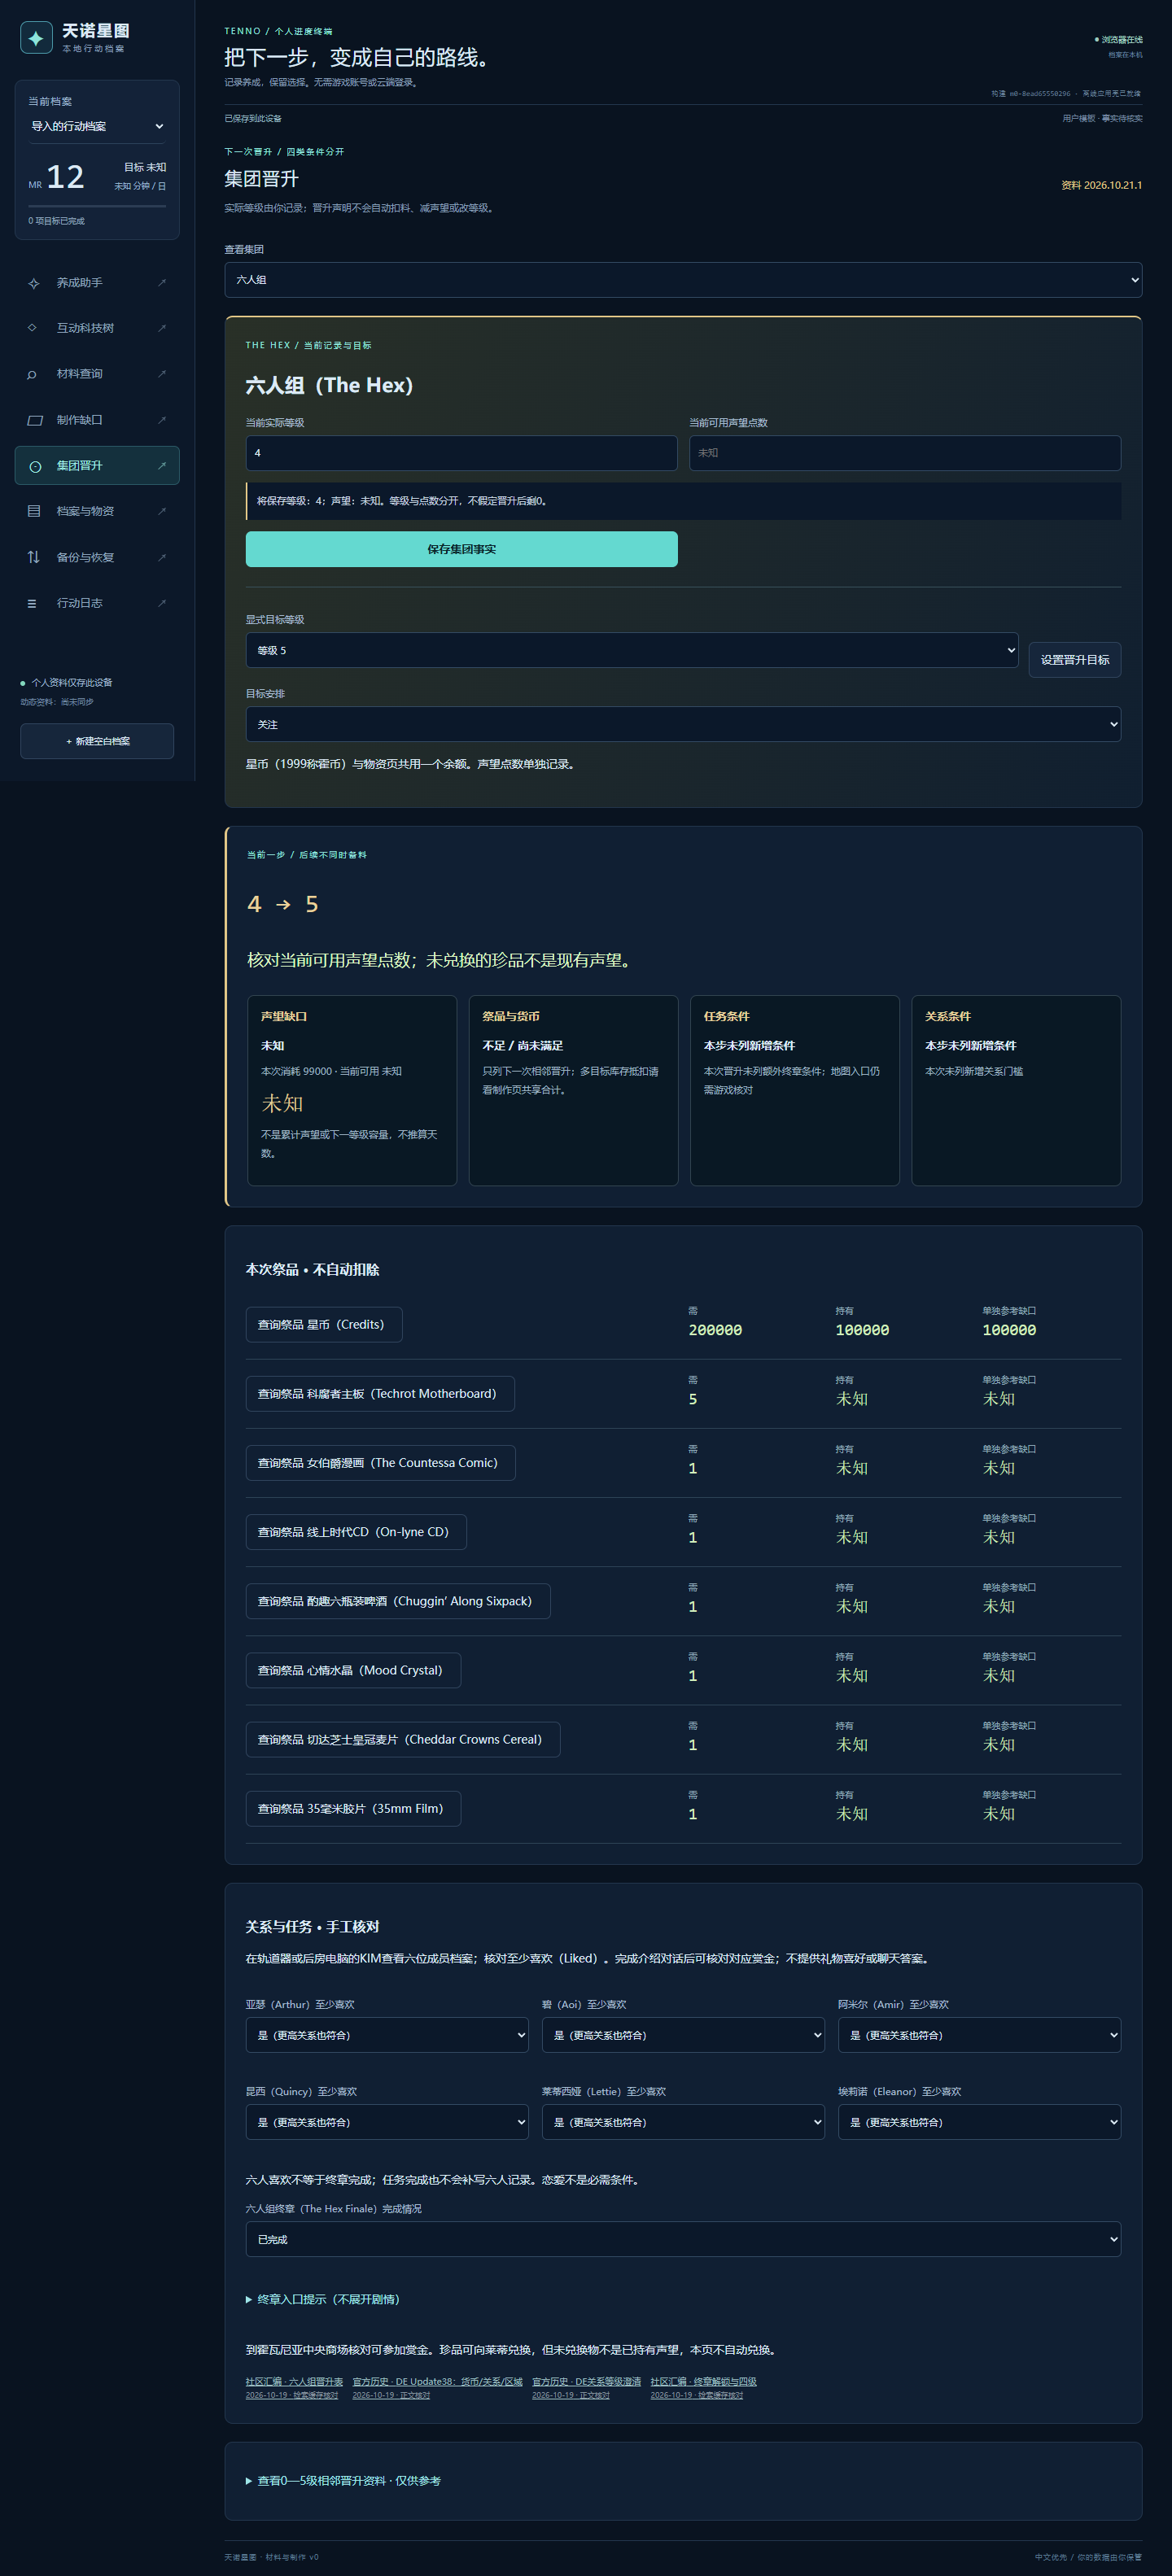 天诺星图
本地行动档案
当前档案
导入的行动档案
MR 12
目标 未知
未知 分钟 / 日
0 项目标已完成
养成助手
互动科技树
材料查询
制作缺口
集团晋升
档案与物资
备份与恢复
行动日志
个人资料仅存此设备
动态资料：尚未同步
+ 新建空白档案
TENNO / 个人进度终端
把下一步，变成自己的路线。
记录养成，保留选择。无需游戏账号或云端登录。
浏览器在线
档案在本机
构建 m0-8ead65550296 · 离线应用壳已就绪
已保存到此设备
用户模板 · 事实待核实
下一次晋升 / 四类条件分开
集团晋升
实际等级由你记录；晋升声明不会自动扣料、减声望或改等级。
资料 2026.10.21.1
查看集团
六人组
THE HEX / 当前记录与目标
六人组（The Hex）
当前实际等级
4
当前可用声望点数
未知
将保存等级：4；声望：未知。等级与点数分开，不假定晋升后剩0。
保存集团事实
显式目标等级
等级 5
设置晋升目标
目标安排
关注
星币（1999称霍币）与物资页共用一个余额。声望点数单独记录。
当前一步 / 后续不同时备料
4 → 5
核对当前可用声望点数；未兑换的珍品不是现有声望。
声望缺口
未知
本次消耗 99000 · 当前可用 未知
未知
不是累计声望或下一等级容量，不推算天数。
祭品与货币
不足 / 尚未满足
只列下一次相邻晋升；多目标库存抵扣请看制作页共享合计。
任务条件
本步未列新增条件
本次晋升未列额外终章条件；地图入口仍需游戏核对
关系条件
本步未列新增条件
本次未列新增关系门槛
本次祭品 • 不自动扣除
查询祭品 星币（Credits）
需
200000
持有
100000
单独参考缺口
100000
查询祭品 科腐者主板（Techrot Motherboard）
需
5
持有
未知
单独参考缺口
未知
查询祭品 女伯爵漫画（The Countessa Comic）
需
1
持有
未知
单独参考缺口
未知
查询祭品 线上时代CD（On-lyne CD）
需
1
持有
未知
单独参考缺口
未知
查询祭品 酌趣六瓶装啤酒（Chuggin’ Along Sixpack）
需
1
持有
未知
单独参考缺口
未知
查询祭品 心情水晶（Mood Crystal）
需
1
持有
未知
单独参考缺口
未知
查询祭品 切达芝士皇冠麦片（Cheddar Crowns Cereal）
需
1
持有
未知
单独参考缺口
未知
查询祭品 35毫米胶片（35mm Film）
需
1
持有
未知
单独参考缺口
未知
关系与任务 • 手工核对
在轨道器或后房电脑的KIM查看六位成员档案；核对至少喜欢（Liked）。完成介绍对话后可核对对应赏金；不提供礼物喜好或聊天答案。
亚瑟（Arthur）至少喜欢
是（更高关系也符合）
碧（Aoi）至少喜欢
是（更高关系也符合）
阿米尔（Amir）至少喜欢
是（更高关系也符合）
昆西（Quincy）至少喜欢
是（更高关系也符合）
莱蒂西娅（Lettie）至少喜欢
是（更高关系也符合）
埃莉诺（Eleanor）至少喜欢
是（更高关系也符合）
六人喜欢不等于终章完成；任务完成也不会补写六人记录。恋爱不是必需条件。
六人组终章（The Hex Finale）完成情况
已完成
终章入口提示（不展开剧情）
到霍瓦尼亚中央商场核对可参加赏金。珍品可向莱蒂兑换，但未兑换物不是已持有声望，本页不自动兑换。
社区汇编 · 六人组晋升表
2026-10-19 · 检索缓存核对
官方历史 · DE Update38：货币/关系/区域
2026-10-19 · 正文核对
官方历史 · DE关系等级澄清
2026-10-19 · 正文核对
社区汇编 · 终章解锁与四级
2026-10-19 · 检索缓存核对
查看0—5级相邻晋升资料 · 仅供参考
天诺星图 · 材料与制作 v0
中文优先 / 你的数据由你保管